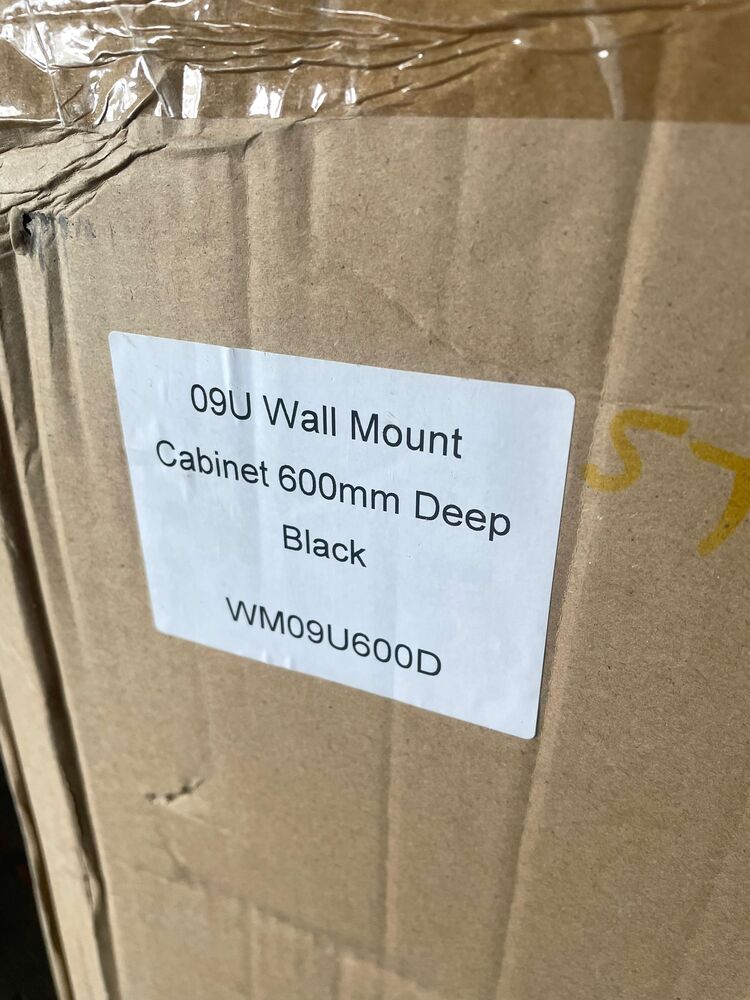 09U Wall Mount
Cabinet 600mm Deep
Black
WM09U600D